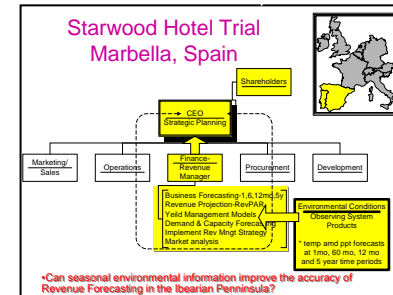 Starwood Hotel Trial
Marbella, Spain
Shareholders
CEO
Strategic Planning
Marketing/
Sales
Operations
Finance-
Revenue
Manager
Procurement
Development
Business Forecasting-1,6,12mo,5y
Revenue Projection-RevPAR
Yeild Management Models
Demand & Capacity Forecasting
Implement Rev Mngt Strategy
Market analysis
Environmental Conditions
Observing System
Products
* temp amd ppt forecasts
at 1mo, 60 mo, 12 mo
and 5 year time periods
•Can seasonal environmental information improve the accuracy of
Revenue Forecasting in the Ibearian Penninsula?